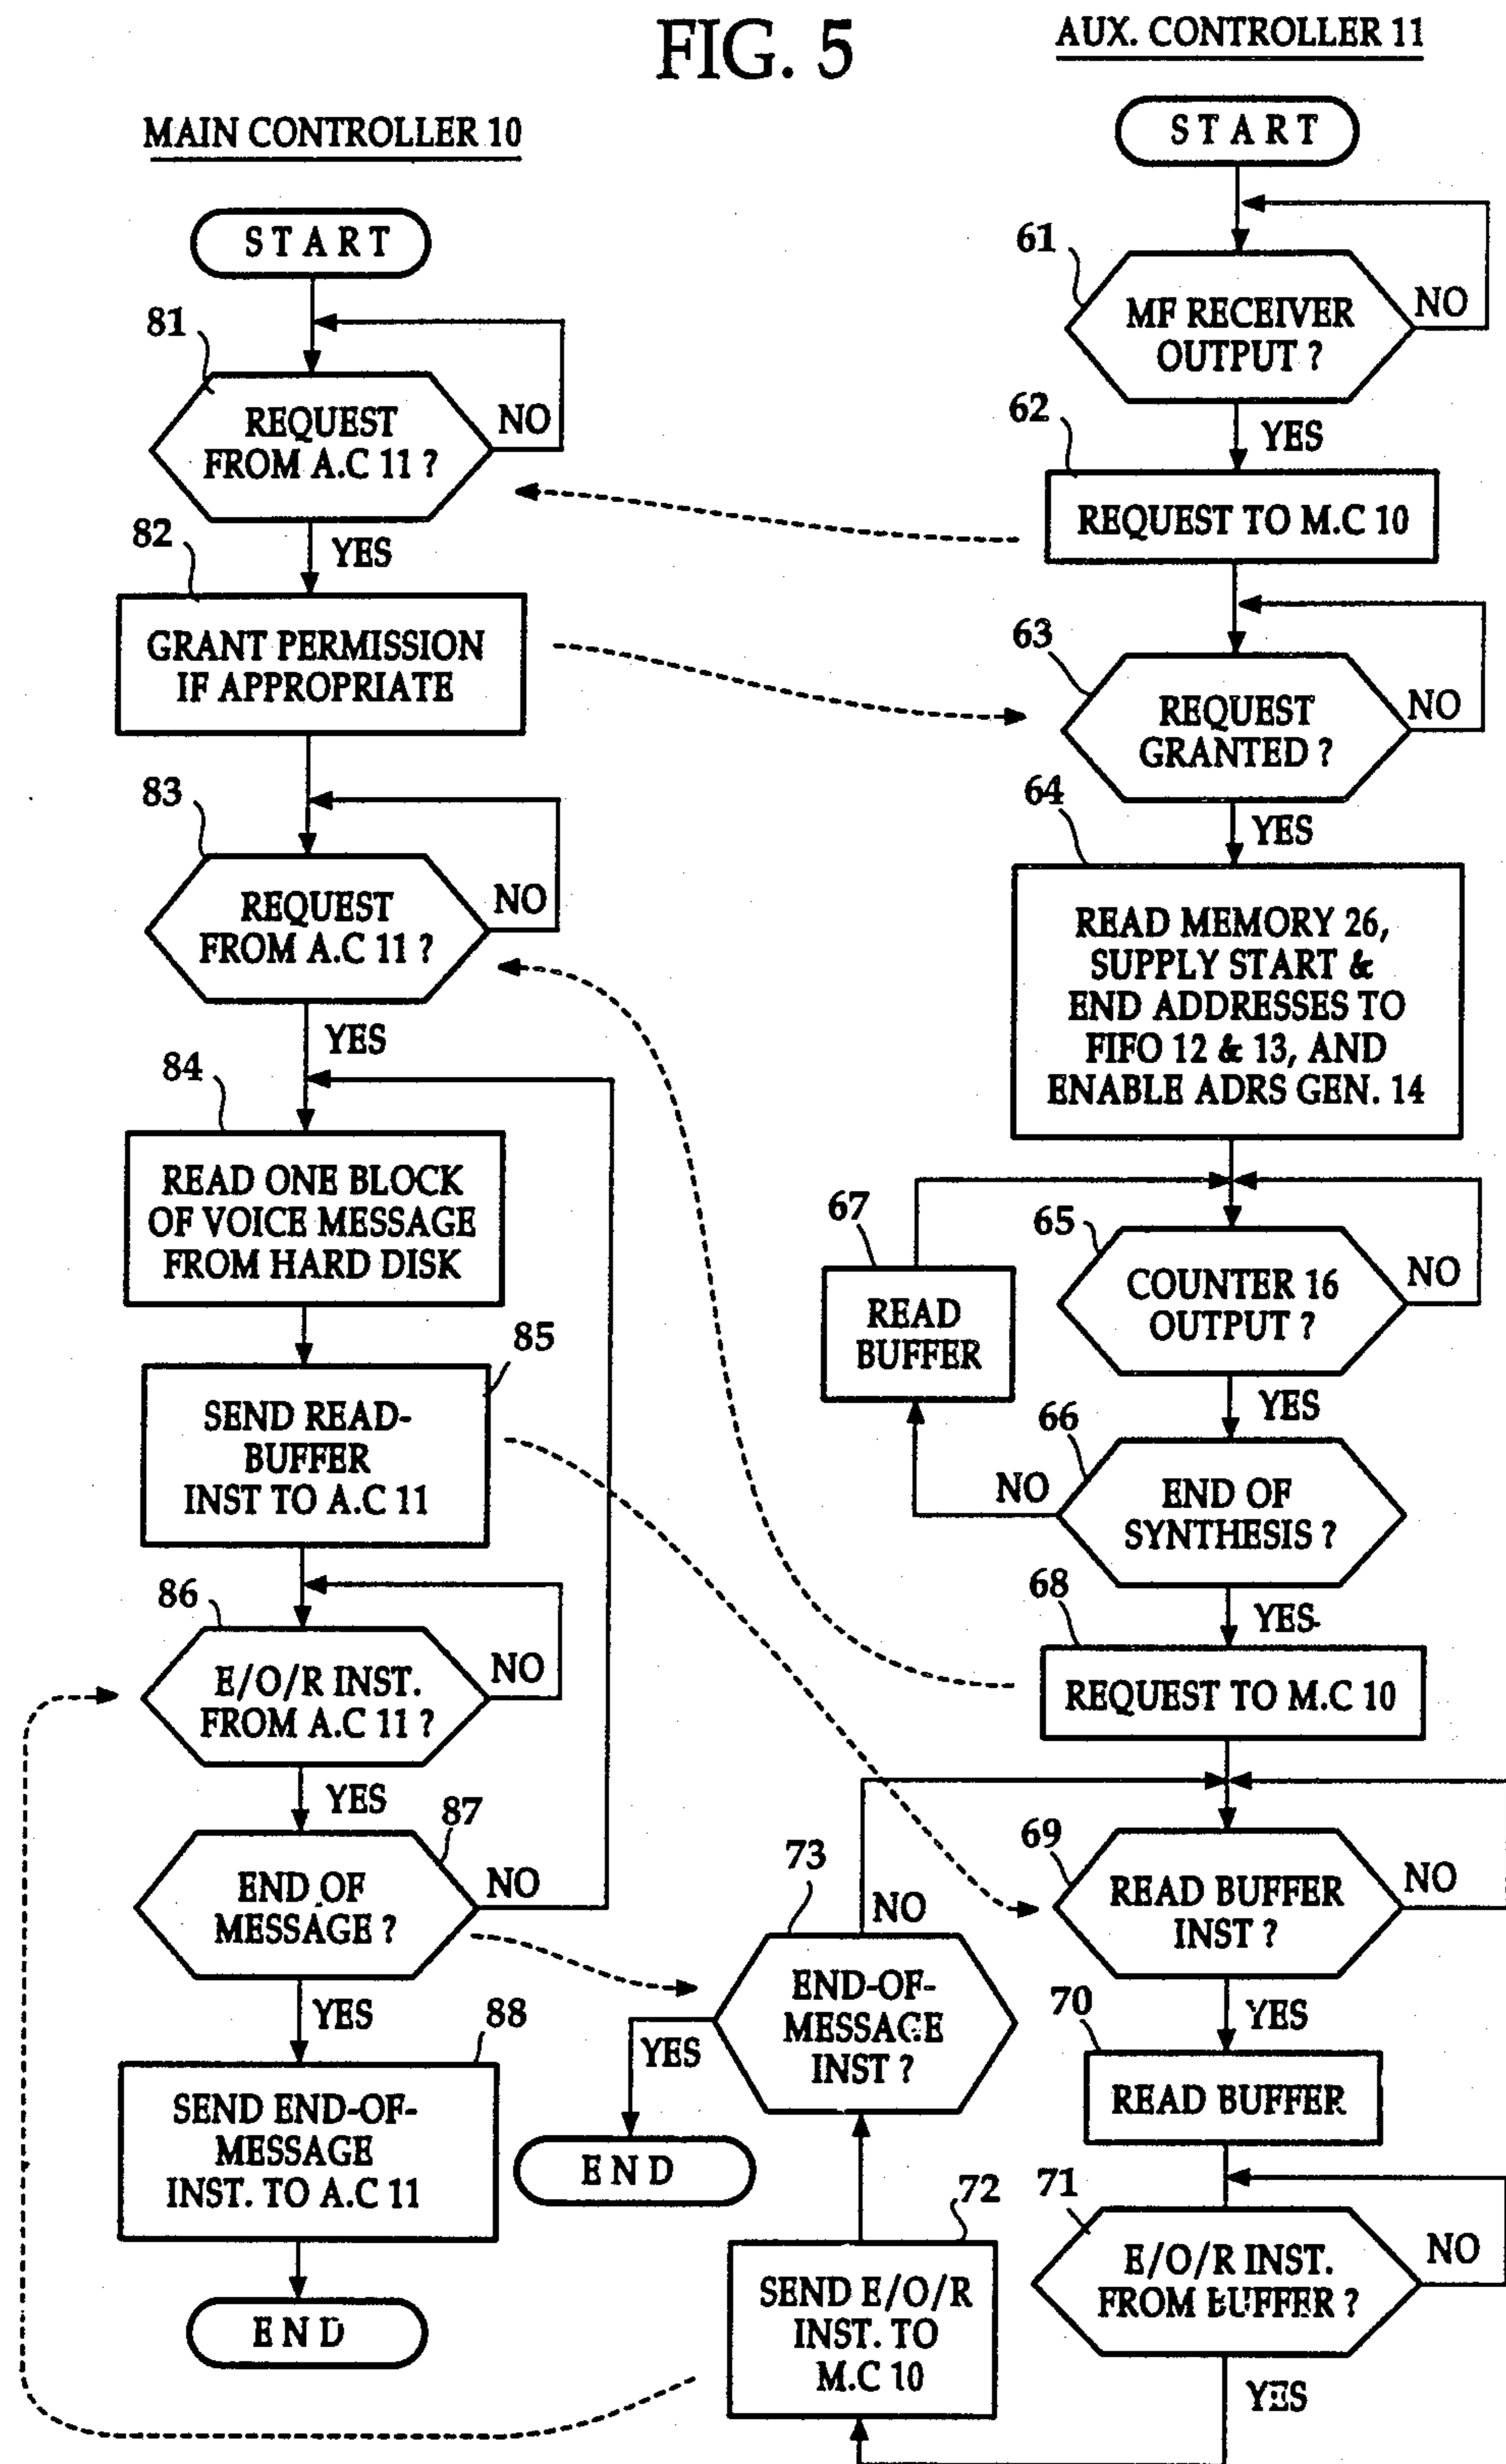 FIG. 5
MAIN CONTROLLER 10
START
81
REQUEST
FROM A.C 11 ?
NO
YES
82
GRANT PERMISSION
IF APPROPRIATE
83
REQUEST
FROM A.C 11 ?
NO
YES
84
READ ONE BLOCK
OF VOICE MESSAGE
FROM HARD DISK
85
SEND READ-
BUFFER
INST TO A.C 11
86
E/O/R INST.
FROM A.C 11 ?
NO
YES
87
END OF
MESSAGE ?
NO
YES
88
SEND END-OF-
MESSAGE
INST. TO A.C 11
END
AUX. CONTROLLER 11
START
61
MF RECEIVER
OUTPUT ?
NO
YES
62
REQUEST TO M.C 10
63
REQUEST
GRANTED ?
NO
YES
64
READ MEMORY 26,
SUPPLY START &
END ADDRESSES TO
FIFO 12 & 13, AND
ENABLE ADRS GEN. 14
65
COUNTER 16
OUTPUT ?
NO
YES
66
END OF
SYNTHESIS ?
NO
67
READ
BUFFER
YES
68
REQUEST TO M.C 10
69
READ BUFFER
INST ?
NO
YES
70
READ BUFFER
71
E/O/R INST.
FROM BUFFER ?
NO
YES
72
SEND E/O/R
INST. TO
M.C 10
73
END-OF-
MESSAGE
INST ?
NO
YES
END